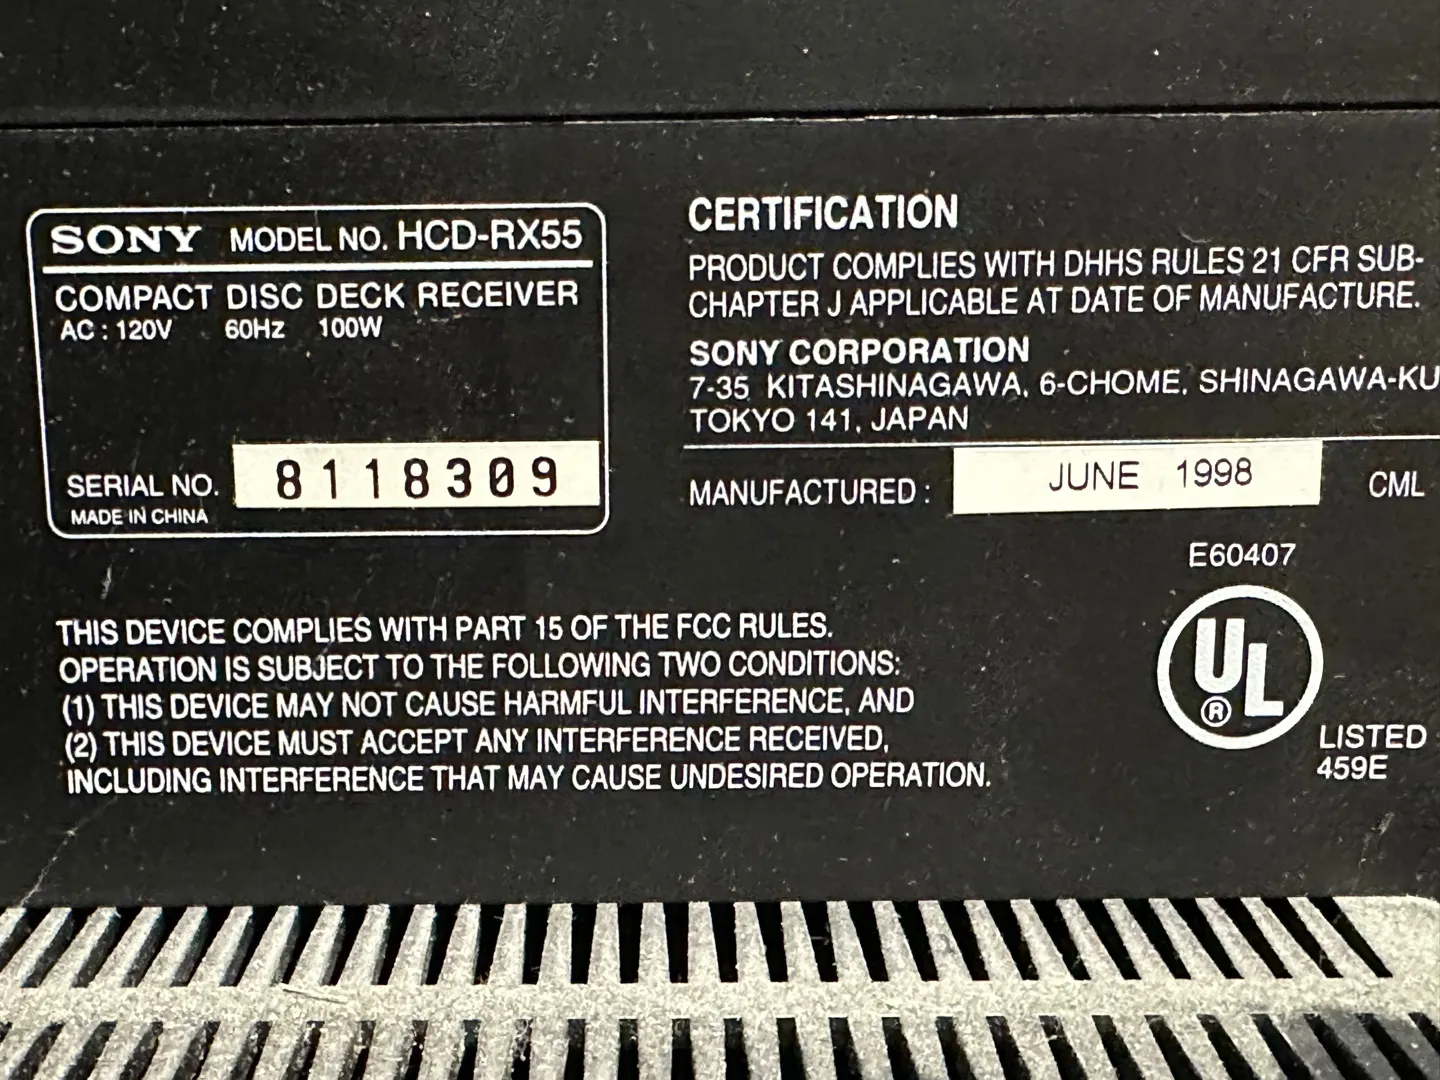 SONY MODEL NO. HCD-RX55
COMPACT DISC DECK RECEIVER
AC : 120V 60Hz 100W
SERIAL NO. 8118309
MADE IN CHINA
CERTIFICATION
PRODUCT COMPLIES WITH DHHS RULES 21 CFR SUB-
CHAPTER J APPLICABLE AT DATE OF MANUFACTURE.
SONY CORPORATION
7-35 KITASHINAGAWA, 6-CHOME, SHINAGAWA-KU
TOKYO 141, JAPAN
MANUFACTURED : JUNE 1998 CML
E60407
UL
®
LISTED
459E
THIS DEVICE COMPLIES WITH PART 15 OF THE FCC RULES.
OPERATION IS SUBJECT TO THE FOLLOWING TWO CONDITIONS:
(1) THIS DEVICE MAY NOT CAUSE HARMFUL INTERFERENCE, AND
(2) THIS DEVICE MUST ACCEPT ANY INTERFERENCE RECEIVED,
INCLUDING INTERFERENCE THAT MAY CAUSE UNDESIRED OPERATION.